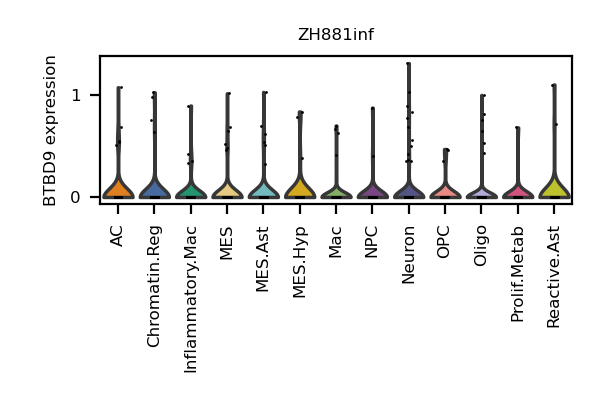 ZH881inf
BTBD9 expression
1
0
AC
Chromatin.Reg
Inflammatory.Mac
MES
MES.Ast
MES.Hyp
Mac
NPC
Neuron
OPC
Oligo
Prolif.Metab
Reactive.Ast